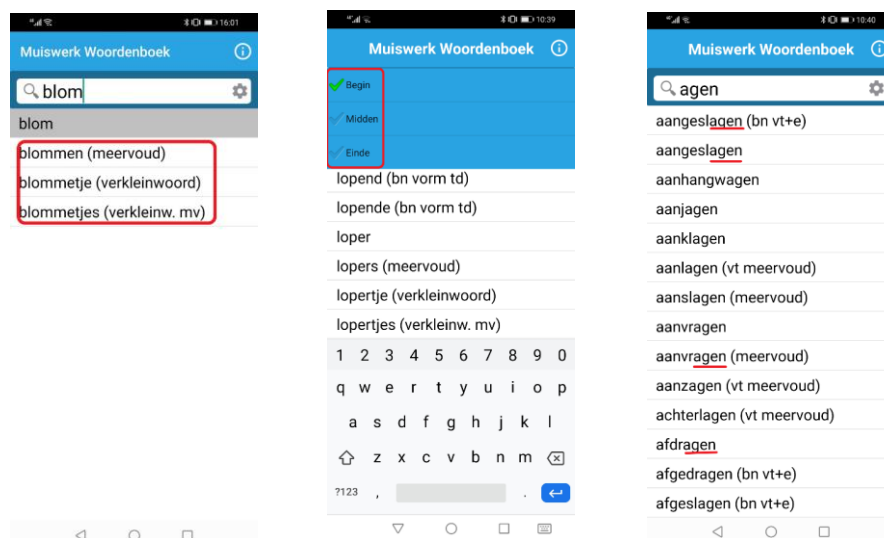 16:01
Muiswerk Woordenboek
blom
blom
blommen (meervoud)
blommetje (verkleinwoord)
blommetjes (verkleinw. mv)
10:39
Muiswerk Woordenboek
Begin
Midden
Einde
lopend (bn vorm td)
lopende (bn vorm td)
loper
lopers (meervoud)
lopertje (verkleinwoord)
lopertjes (verkleinw. mv)
1 2 3 4 5 6 7 8 9 0
q w e r t y u i o p
a s d f g h j k l
z x c v b n m
?123 , .
10:40
Muiswerk Woordenboek
agen
aangeslagen (bn vt+e)
aangeslagen
aanhangwagen
aanjagen
aanklagen
aanlagen (vt meervoud)
aanslagen (meervoud)
aanvragen
aanvragen (meervoud)
aanzagen (vt meervoud)
achterlagen (vt meervoud)
afdragen
afgedragen (bn vt+e)
afgeslagen (bn vt+e)